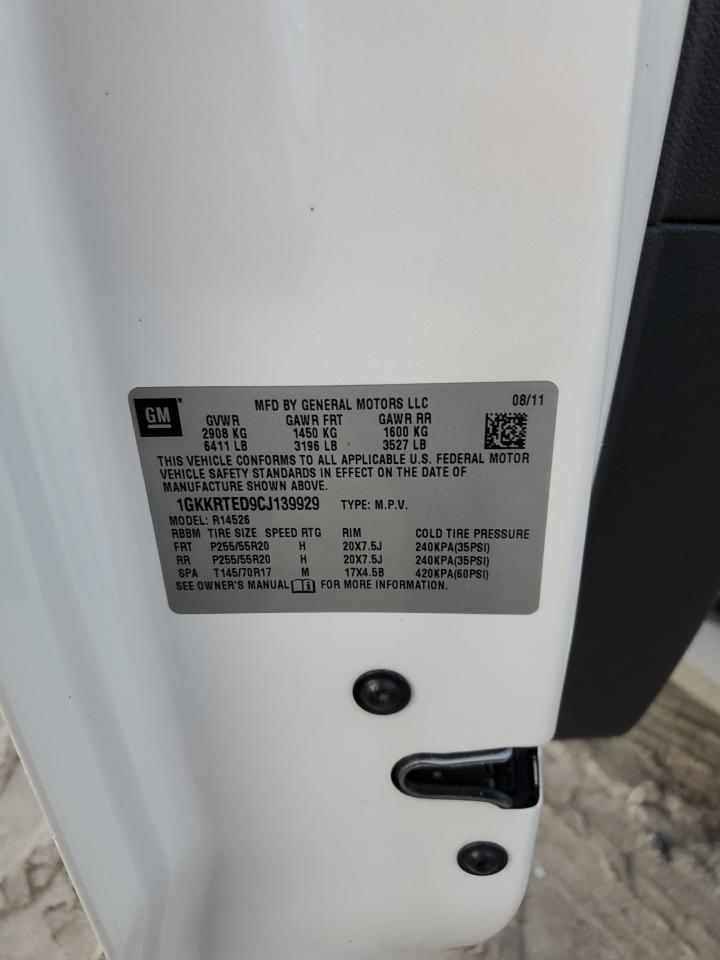 GM MFD BY GENERAL MOTORS LLC 08/11
GVWR GAWR FRT GAWR RR
2908 KG 1450 KG 1600 KG
6411 LB 3196 LB 3527 LB
THIS VEHICLE CONFORMS TO ALL APPLICABLE U.S. FEDERAL MOTOR
VEHICLE SAFETY STANDARDS IN EFFECT ON THE DATE OF
MANUFACTURE SHOWN ABOVE.
1GKKRTED9CJ139929 TYPE: M.P.V.
MODEL: R14526
RBBM TIRE SIZE SPEED RTG RIM COLD TIRE PRESSURE
FRT P255/55R20 H 20X7.5J 240KPA(35PSI)
RR P255/55R20 H 20X7.5J 240KPA(35PSI)
SPA T145/70R17 M 17X4.5B 420KPA(60PSI)
SEE OWNER'S MANUAL FOR MORE INFORMATION.